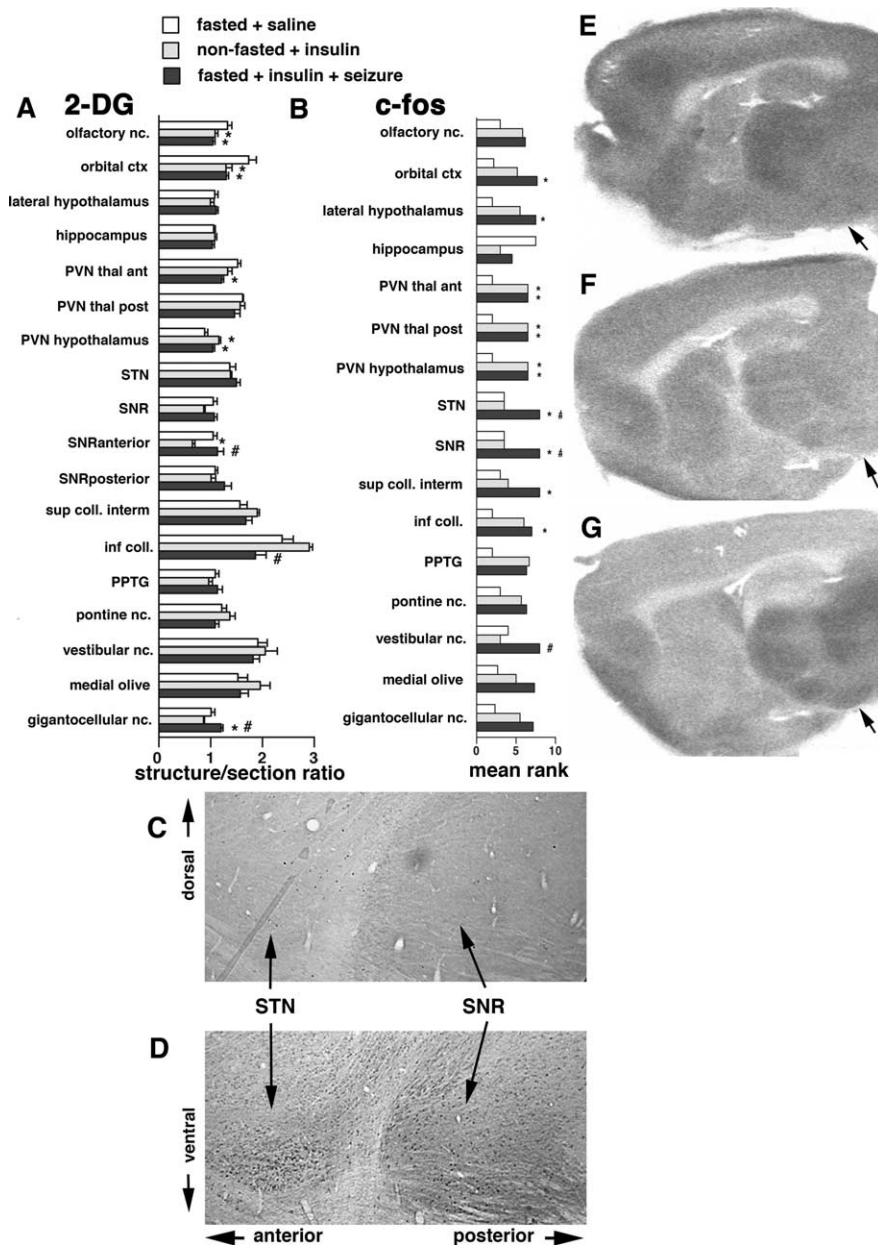 fasted + saline
non-fasted + insulin
fasted + insulin + seizure
A 2-DG
olfactory nc. * *
orbital ctx * *
lateral hypothalamus
hippocampus
PVN thal ant *
PVN thal post
PVN hypothalamus * *
STN
SNR
SNRanterior * #
SNRposterior
sup coll. interm
inf coll. #
PPTG
pontine nc.
vestibular nc.
medial olive
gigantocellular nc. * #
0 1 2 3
structure/section ratio
B c-fos
olfactory nc.
orbital ctx *
lateral hypothalamus *
hippocampus
PVN thal ant * *
PVN thal post * *
PVN hypothalamus * *
STN * #
SNR * #
sup coll. interm *
inf coll. *
PPTG
pontine nc.
vestibular nc. #
medial olive
gigantocellular nc.
0 5 10
mean rank
E
F
G
C
dorsal
STN SNR
D
ventral
anterior posterior